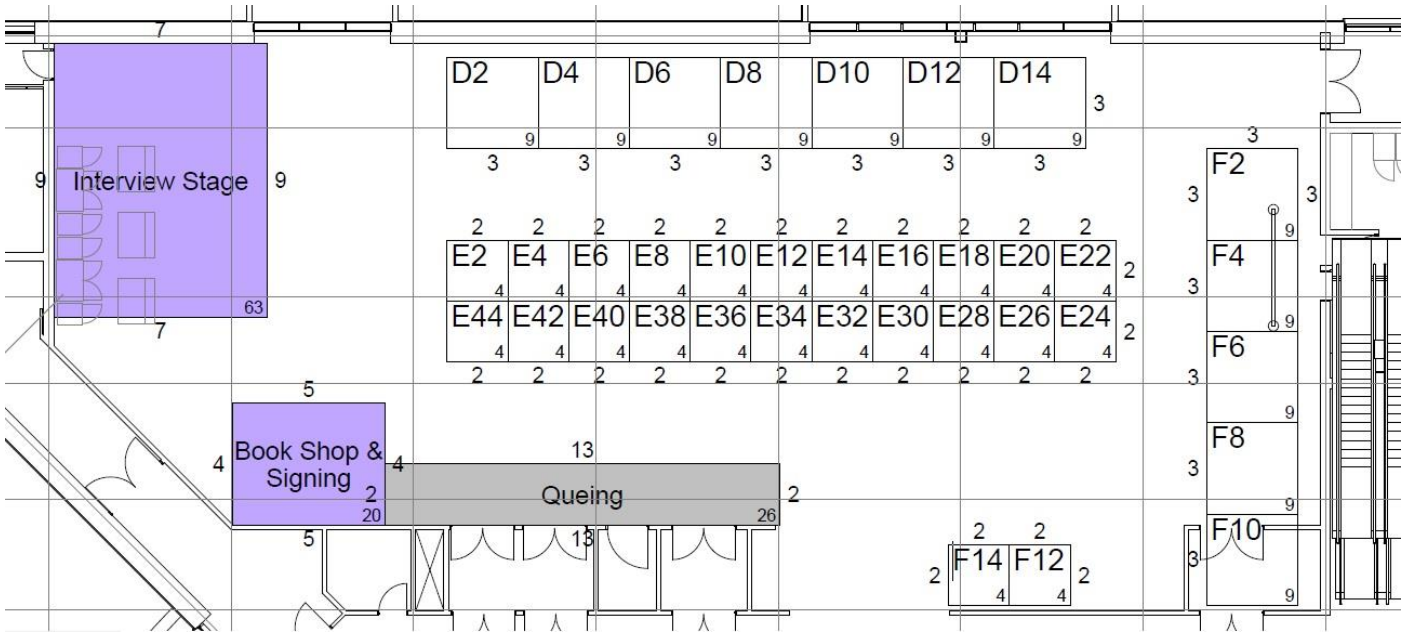 7
D2 D4 D6 D8 D10 D12 D14
3
9 9 9 9 9 9 9
3 3 3 3 3 3 3
3
F2
3 3
9
9 Interview Stage 9
63
7
2 2 2 2 2 2 2 2 2 2 2
E2 E4 E6 E8 E10 E12 E14 E16 E18 E20 E22
2
4 4 4 4 4 4 4 4 4 4 4
E44 E42 E40 E38 E36 E34 E32 E30 E28 E26 E24
2
4 4 4 4 4 4 4 4 4 4 4
2 2 2 2 2 2 2 2 2 2 2
F4
3
9
F6
3
9
F8
3
9
F10
3
9
5
4 Book Shop & 4
Signing
2
20
5
13
Queing 2
26
13
2 2
2 F14 F12 2
4 4